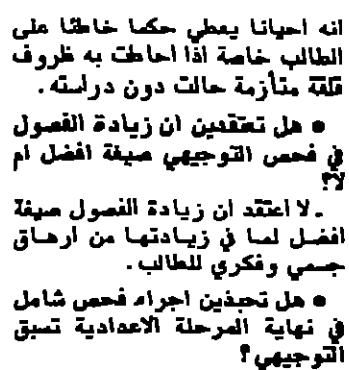 انه احيانا يعطي حكما خاطئا على
الطالب خاصة اذا احاطت به ظروف
قلقة متأزمة حالت دون دراسته .
● هل تعتقدين ان زيادة الفصول
في فحص التوجيهي صيغة افضل ام
لا؟
ـ لا اعتقد ان زيادة الفصول صيغة
افضل لما في زيادتها من ارهاق
جسمي وفكري للطالب .
● هل تحبذين اجراء فحص شامل
في نهاية المرحلة الاعدادية تسبق
التوجيهي ؟